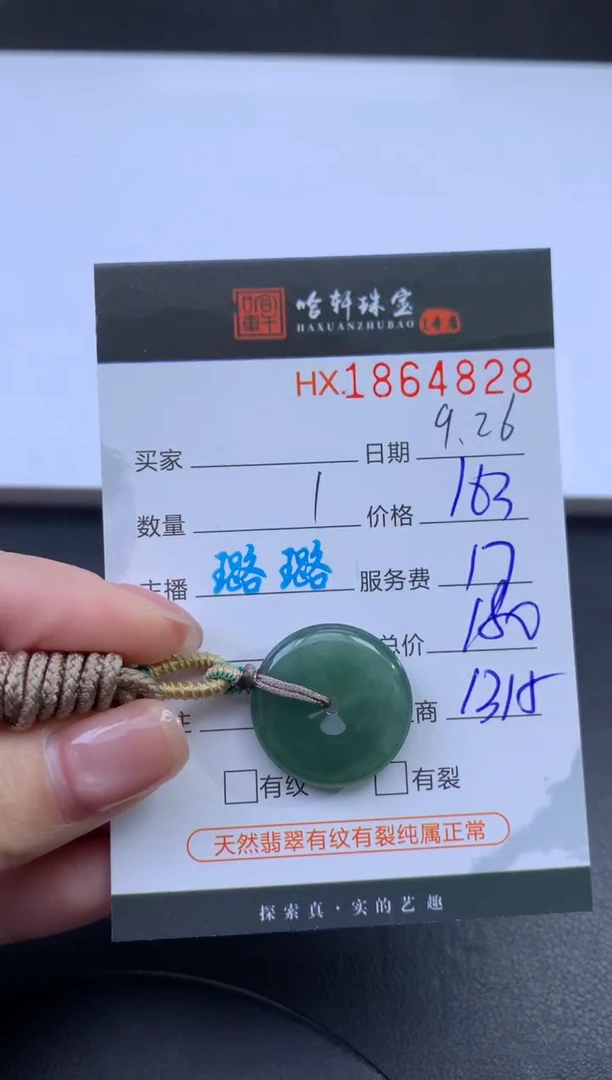 哈轩珠宝
HAXUANZHUBAO
HX.1864828
买家 日期 9.26
数量 1 价格 163
主播 璐璐 服务费 17
总价 180
商 1315
有纹 有裂
天然翡翠有纹有裂纯属正常
探索真·实的艺趣